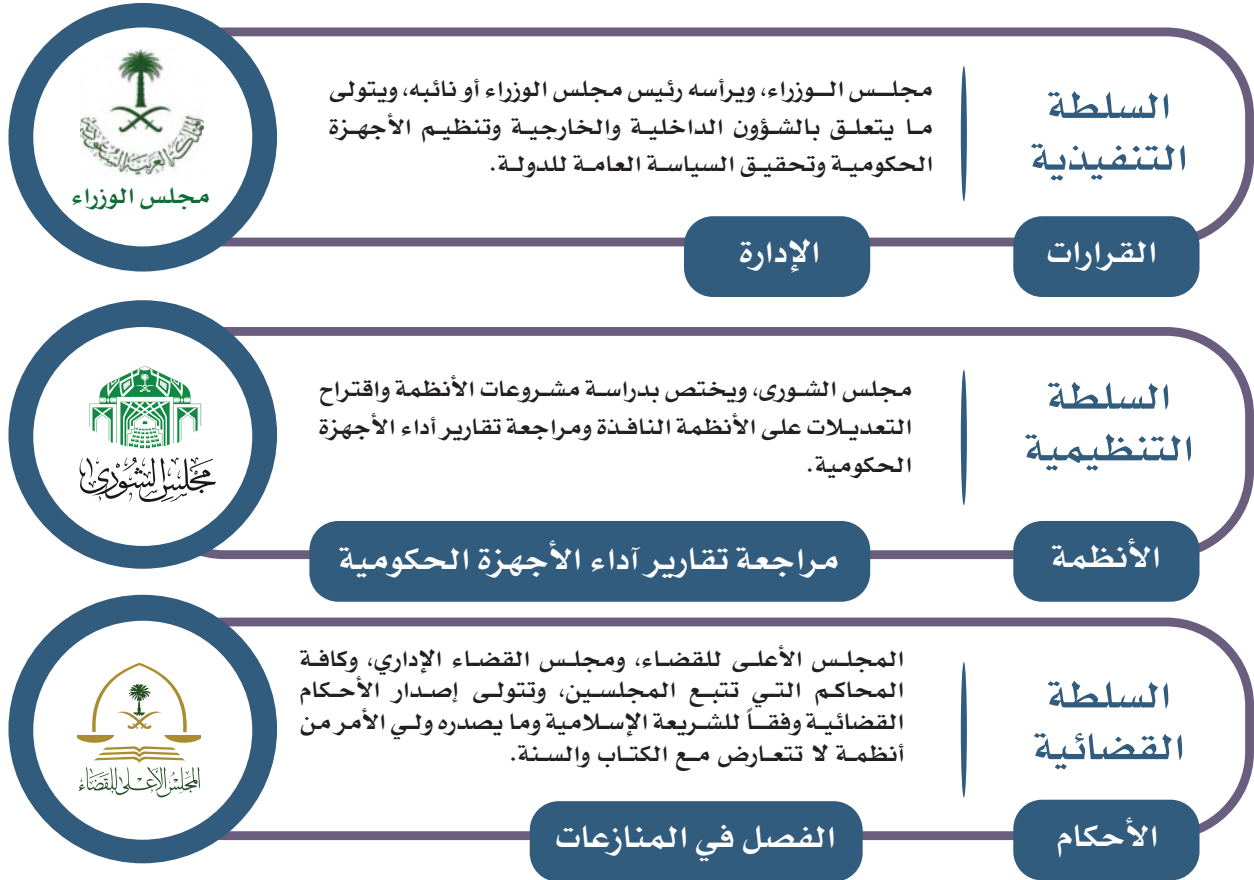 السلطة
التنفيذية
مجلس الوزراء، ويرأسه رئيس مجلس الوزراء أو نائبه، ويتولى
ما يتعلق بالشؤون الداخلية والخارجية وتنظيم الأجهزة
الحكومية وتحقيق السياسة العامة للدولة.
المملكة العربية السعودية
مجلس الوزراء
القرارات
الإدارة
السلطة
التنظيمية
مجلس الشورى، ويختص بدراسة مشروعات الأنظمة واقتراح
التعديلات على الأنظمة النافذة ومراجعة تقارير أداء الأجهزة
الحكومية.
مجلس الشورى
الأنظمة
مراجعة تقارير آداء الأجهزة الحكومية
السلطة
القضائية
المجلس الأعلى للقضاء، ومجلس القضاء الإداري، وكافة
المحاكم التي تتبع المجلسين، وتتولى إصدار الأحكام
القضائية وفقاً للشريعة الإسلامية وما يصدره ولي الأمر من
أنظمة لا تتعارض مع الكتاب والسنة.
المجلس الأعلى للقضاء
الأحكام
الفصل في المنازعات